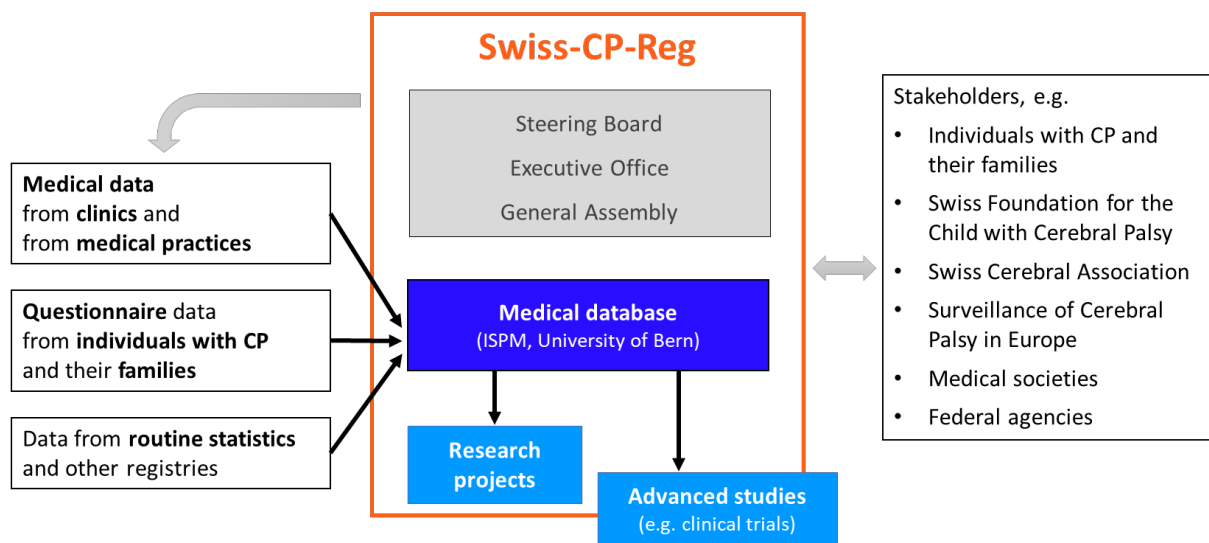 Swiss-CP-Reg
Steering Board
Executive Office
General Assembly
Medical data
from clinics and
from medical practices
Questionnaire data
from individuals with CP
and their families
Data from routine statistics
and other registries
Medical database
(ISPM, University of Bern)
Research
projects
Advanced studies
(e.g. clinical trials)
Stakeholders, e.g.
• Individuals with CP and
their families
• Swiss Foundation for the
Child with Cerebral Palsy
• Swiss Cerebral Association
• Surveillance of Cerebral
Palsy in Europe
• Medical societies
• Federal agencies